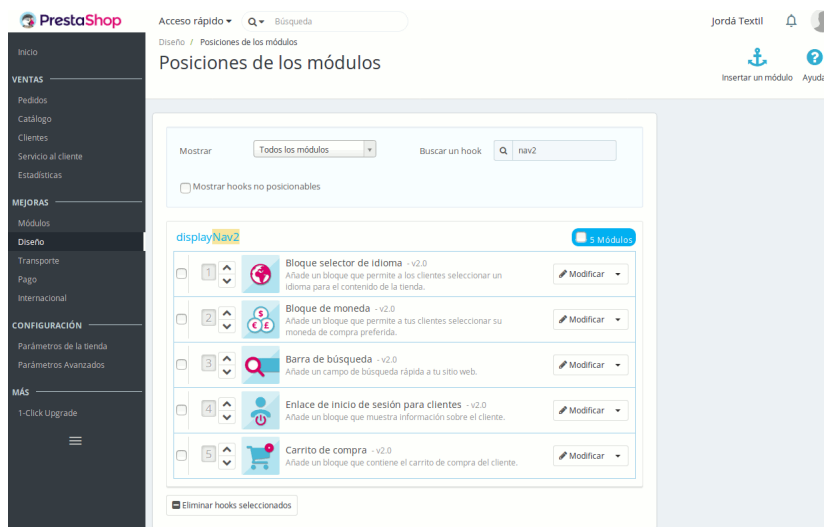 PrestaShop
Acceso rápido
Búsqueda
Jordá Textil
Diseño / Posiciones de los módulos
Posiciones de los módulos
Insertar un módulo
Ayuda
Inicio
VENTAS
Pedidos
Catálogo
Clientes
Servicio al cliente
Estadísticas
MEJORAS
Módulos
Diseño
Transporte
Pago
Internacional
CONFIGURACIÓN
Parámetros de la tienda
Parámetros Avanzados
MÁS
1-Click Upgrade
Mostrar
Todos los módulos
Buscar un hook
nav2
Mostrar hooks no posicionables
displayNav2
5 Módulos
1
Bloque selector de idioma - v2.0
Añade un bloque que permite a los clientes seleccionar un
idioma para el contenido de la tienda.
Modificar
2
$
€ £
Bloque de moneda - v2.0
Añade un bloque que permite a tus clientes seleccionar su
moneda de compra preferida.
Modificar
3
Barra de búsqueda - v2.0
Añade un campo de búsqueda rápida a tu sitio web.
Modificar
4
Enlace de inicio de sesión para clientes - v2.0
Añade un bloque que muestra información sobre el cliente.
Modificar
5
Carrito de compra - v2.0
Añade un bloque que contiene el carrito de compra del cliente.
Modificar
Eliminar hooks seleccionados